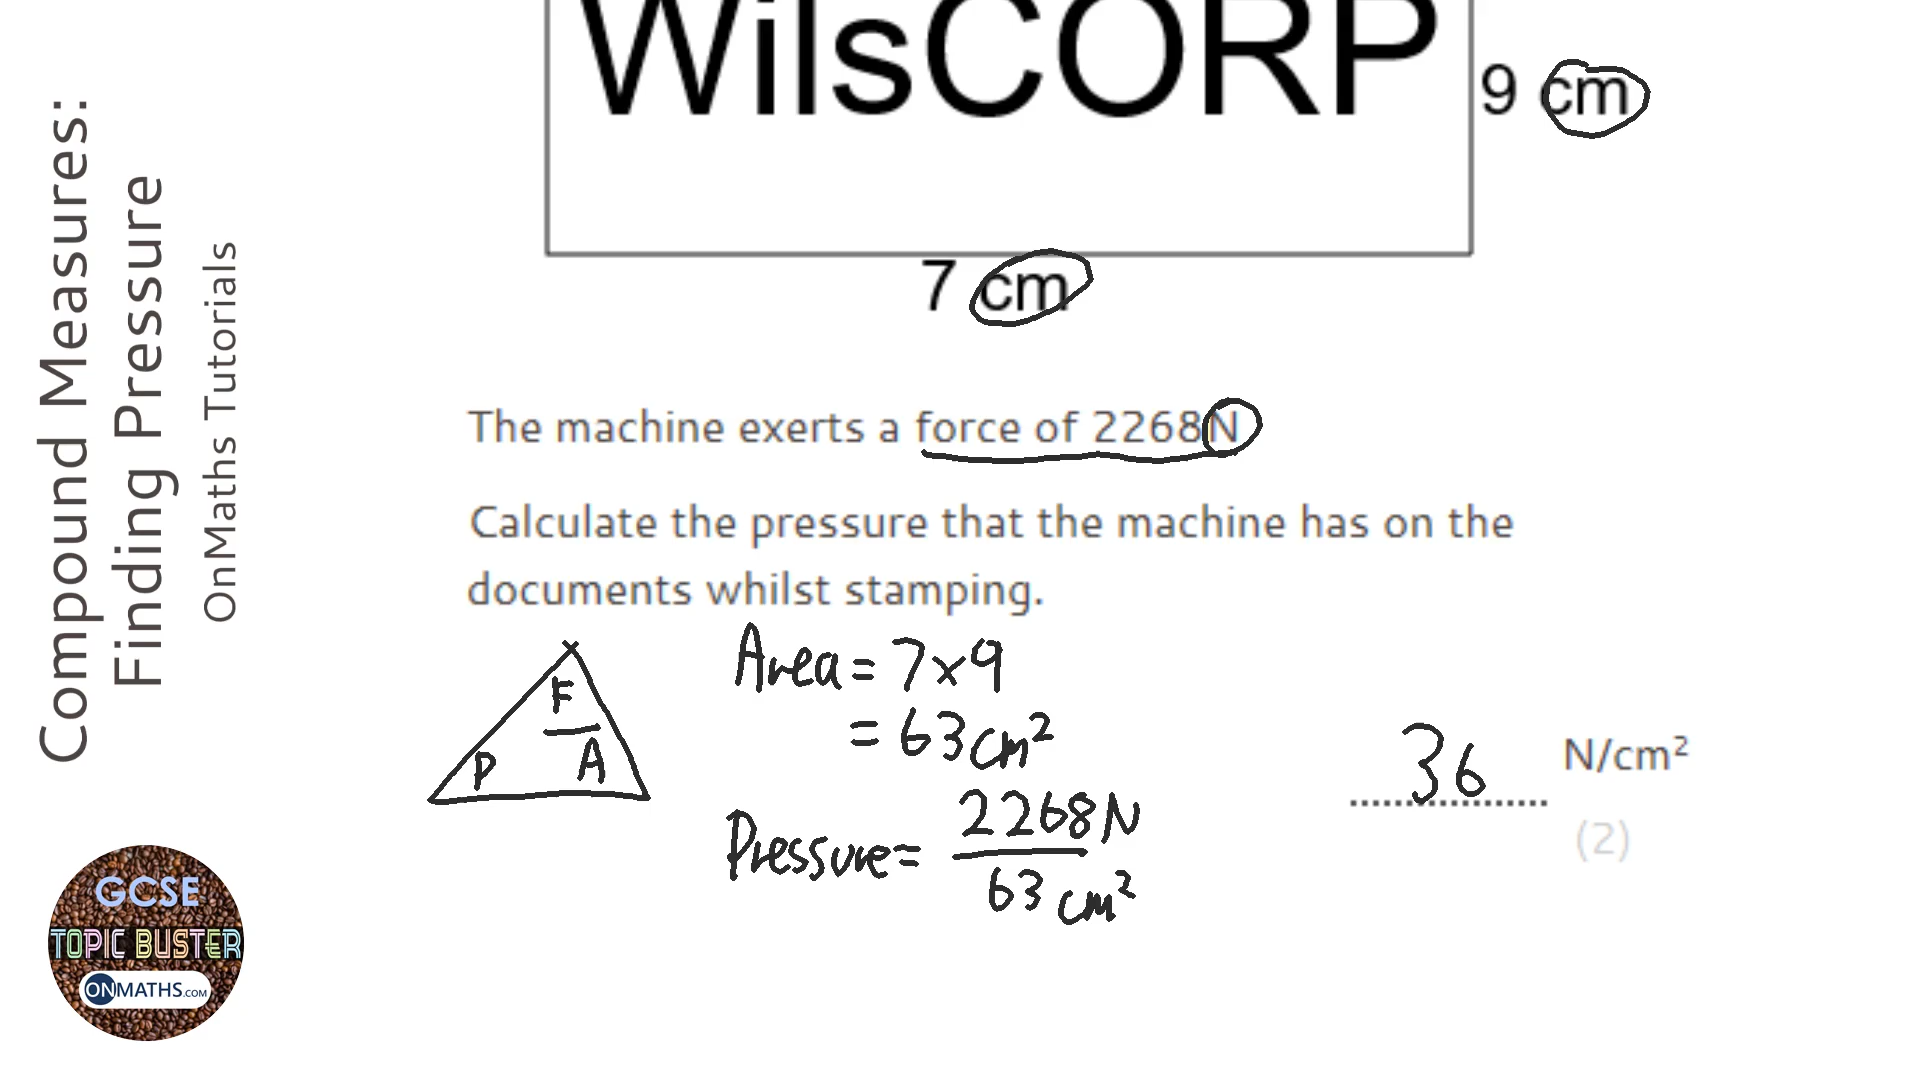 Compound Measures:
Finding Pressure
OnMaths Tutorials
WilsCORP
9 cm
7 cm
The machine exerts a force of 2268N
Calculate the pressure that the machine has on the
documents whilst stamping.
F
P A
Area = 7×9
= 63cm²
Pressure = 2268N
63 cm²
36 N/cm²
(2)
GCSE
TOPIC BUSTER
ONMATHS.COM